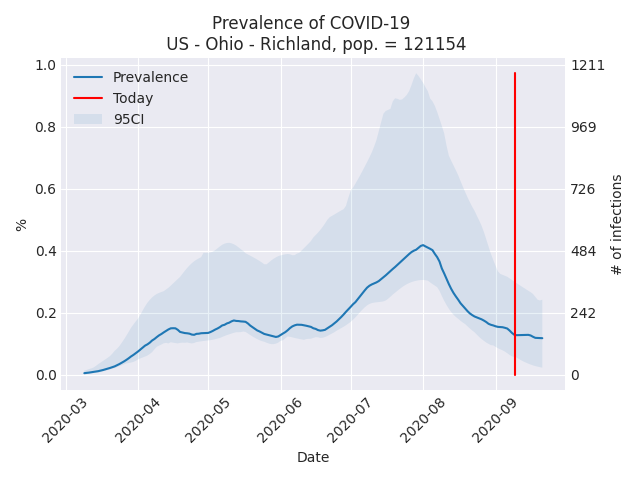 Prevalence of COVID-19
US - Ohio - Richland, pop. = 121154
Prevalence
Today
95CI
1.0
0.8
0.6
0.4
0.2
0.0
%
1211
969
726
484
242
0
# of infections
2020-03
2020-04
2020-05
2020-06
2020-07
2020-08
2020-09
Date